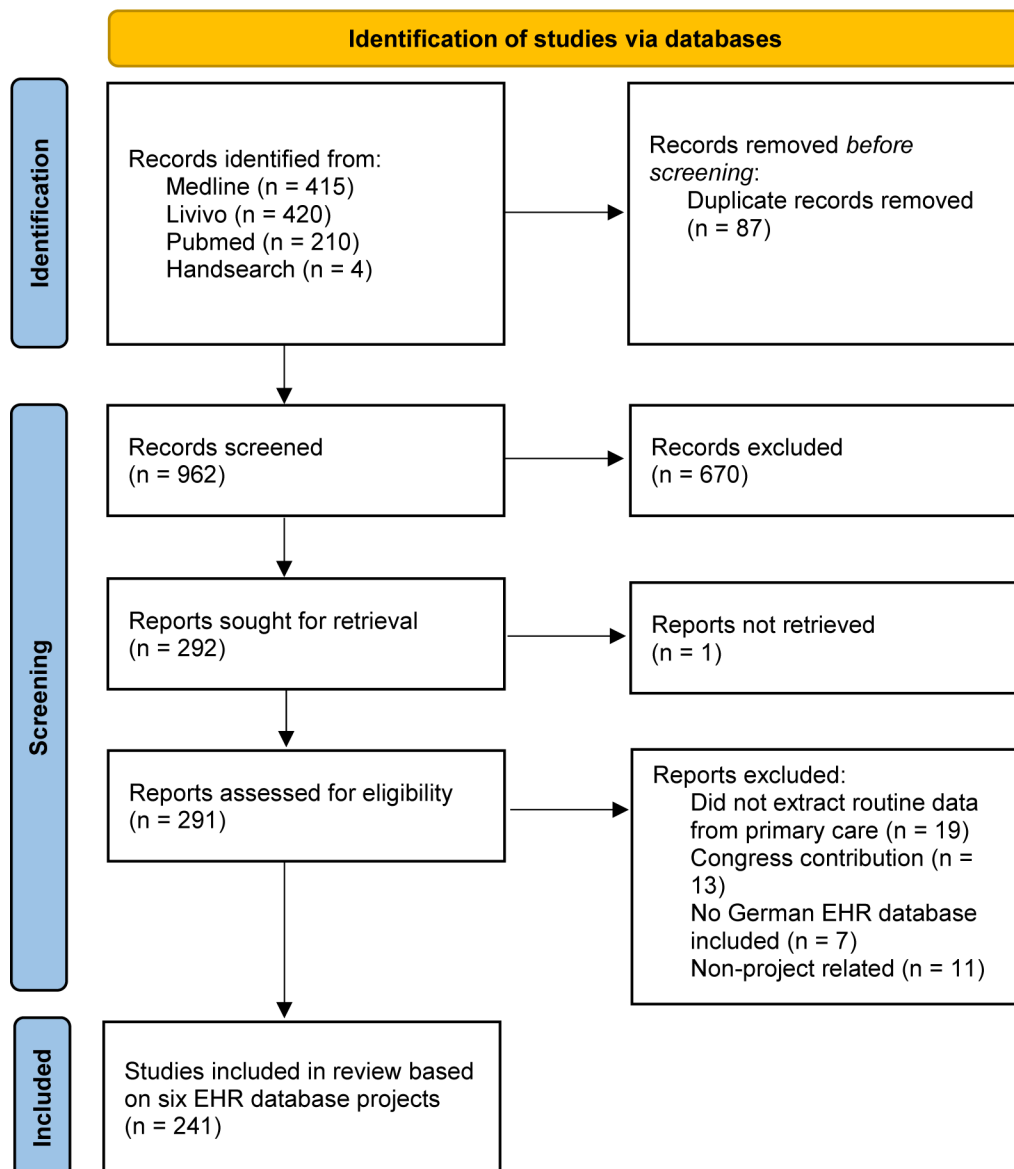 Identification of studies via databases
Identification
Records identified from:
Medline (n = 415)
Livivo (n = 420)
Pubmed (n = 210)
Handsearch (n = 4)
Records removed before
screening:
Duplicate records removed
(n = 87)
Screening
Records screened
(n = 962)
Records excluded
(n = 670)
Reports sought for retrieval
(n = 292)
Reports not retrieved
(n = 1)
Reports assessed for eligibility
(n = 291)
Reports excluded:
Did not extract routine data
from primary care (n = 19)
Congress contribution (n =
13)
No German EHR database
included (n = 7)
Non-project related (n = 11)
Included
Studies included in review based
on six EHR database projects
(n = 241)